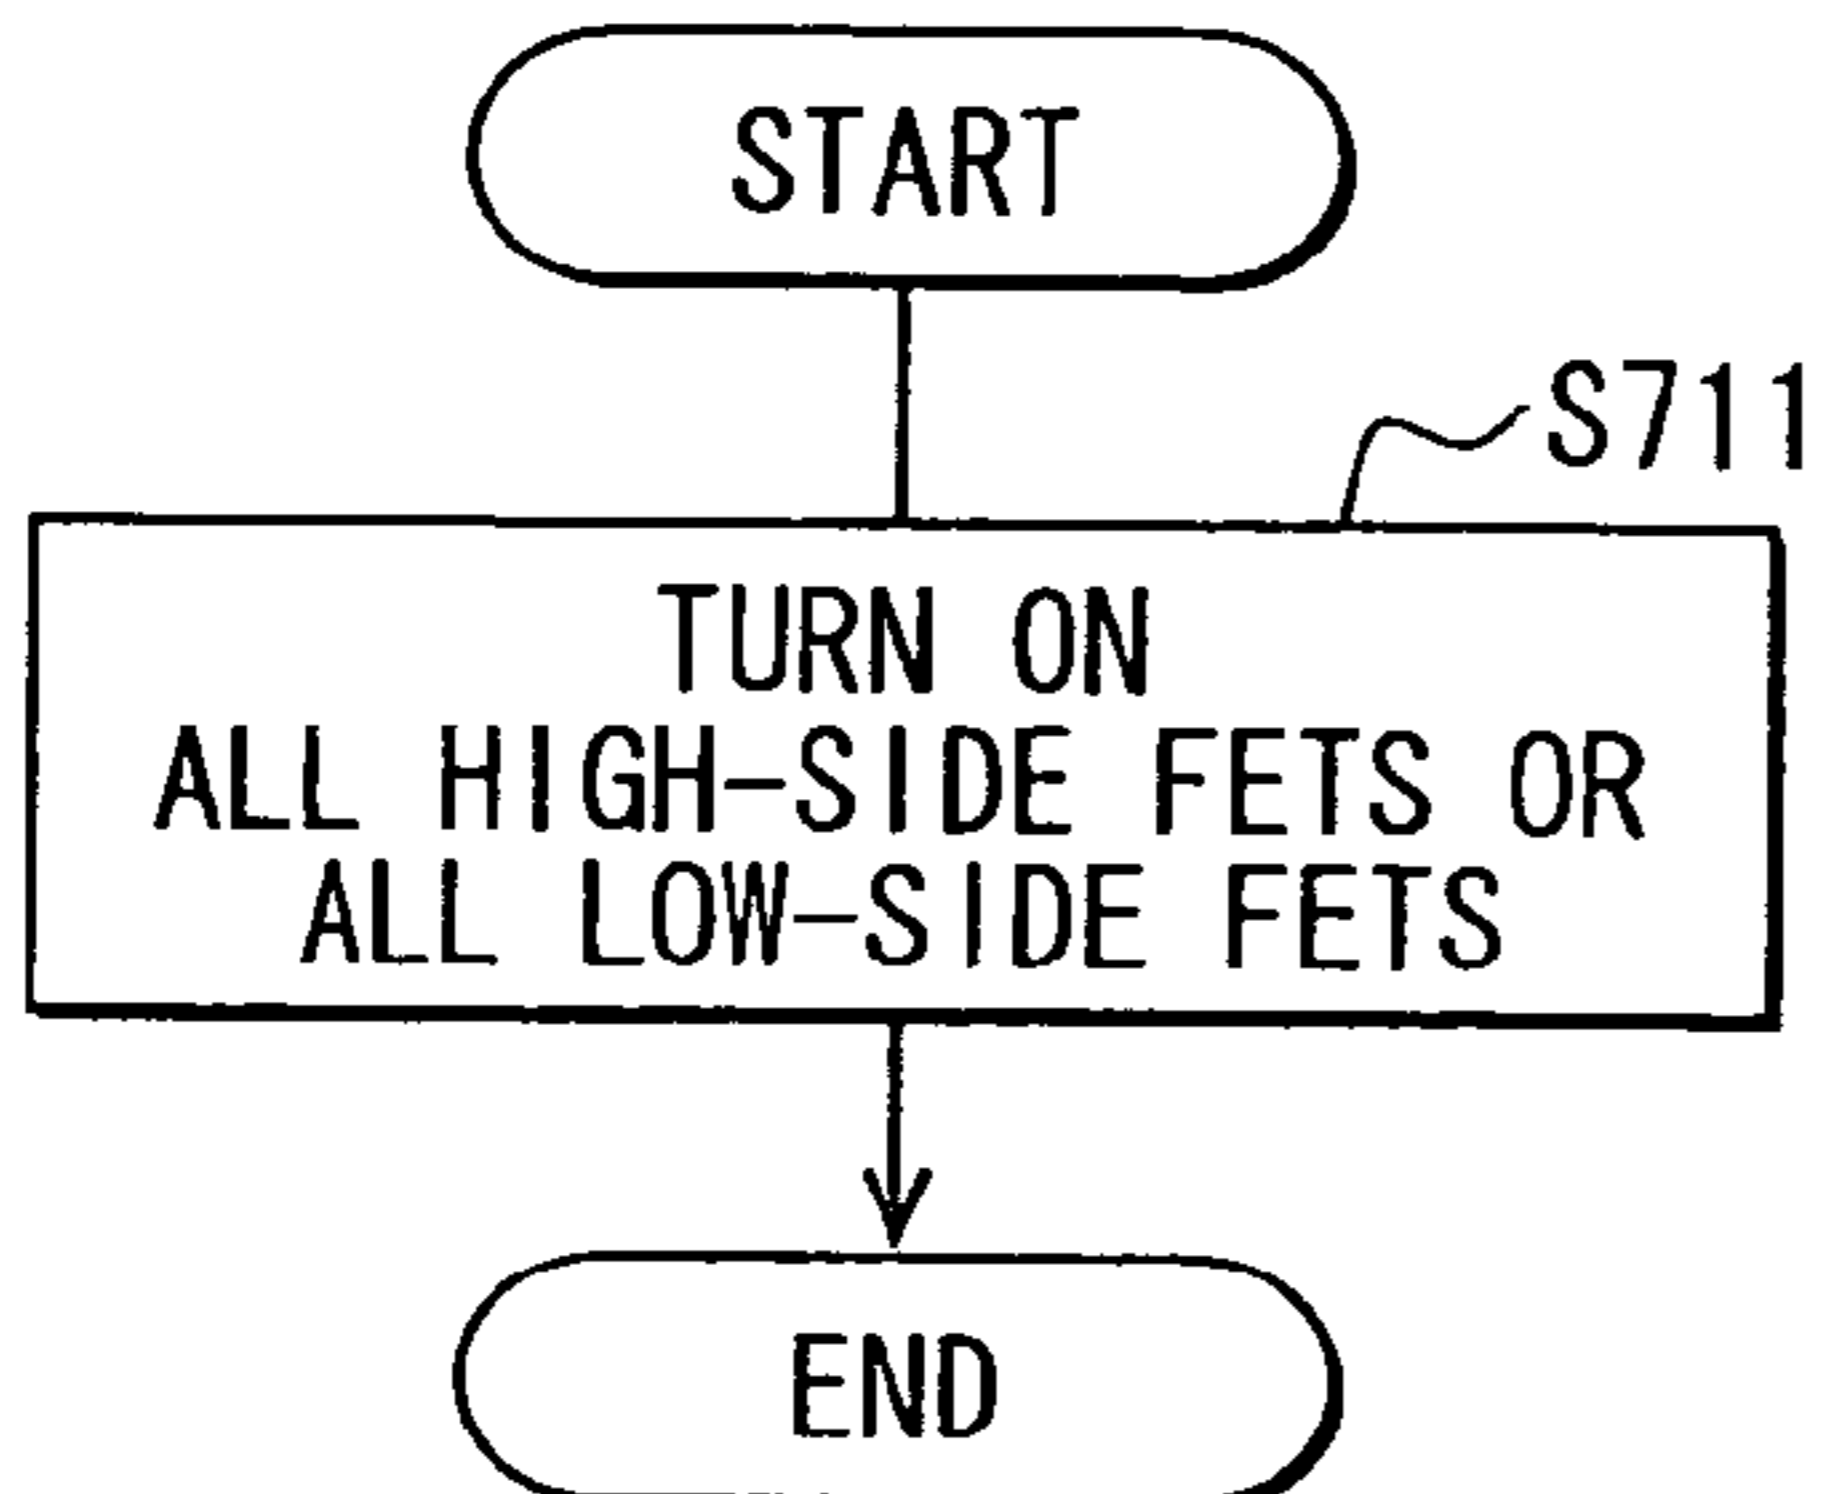 START
S711
TURN ON
ALL HIGH-SIDE FETS OR
ALL LOW-SIDE FETS
END